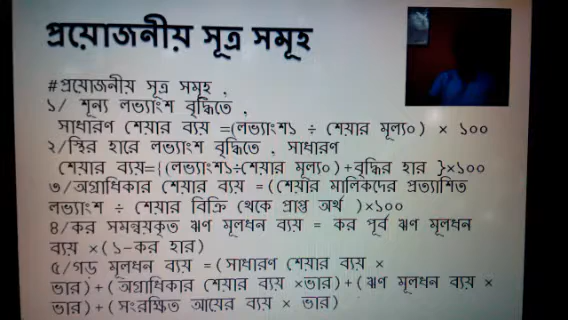 প্রয়োজনীয় সূত্র সমূহ
#প্রয়োজনীয় সূত্র সমূহ ,
১/ শূন্য লভ্যাংশ বৃদ্ধিতে ,
সাধারণ শেয়ার ব্যয় =(লভ্যাংশ১ ÷ শেয়ার মূল্য০) × ১০০
২/স্থির হারে লভ্যাংশ বৃদ্ধিতে , সাধারণ
শেয়ার ব্যয়={(লভ্যাংশ১÷শেয়ার মূল্য০)+বৃদ্ধির হার }×১০০
৩/অগ্রাধিকার শেয়ার ব্যয় =(শেয়ার মালিকদের প্রত্যাশিত
লভ্যাংশ ÷ শেয়ার বিক্রি থেকে প্রাপ্ত অর্থ )×১০০
৪/কর সমন্বয়কৃত ঋণ মূলধন ব্যয় = কর পূর্ব ঋণ মূলধন
ব্যয় ×(১-কর হার)
৫/গড় মূলধন ব্যয় =(সাধারণ শেয়ার ব্যয় ×
ভার)+(অগ্রাধিকার শেয়ার ব্যয় ×ভার)+(ঋণ মূলধন ব্যয় ×
ভার)+(সংরক্ষিত আয়ের ব্যয় × ভার)